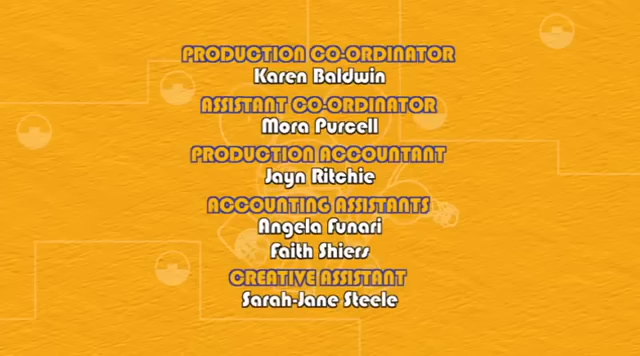 PRODUCTION CO-ORDINATOR
Karen Baldwin
ASSISTANT CO-ORDINATOR
Mora Purcell
PRODUCTION ACCOUNTANT
Jayn Ritchie
ACCOUNTING ASSISTANTS
Angela Funari
Faith Shiers
CREATIVE ASSISTANT
Sarah-Jane Steele